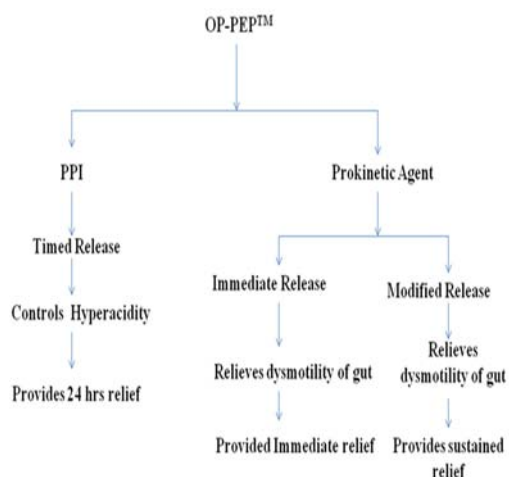 OP-PEP™
PPI
Prokinetic Agent
Timed Release
Immediate Release
Modified Release
Controls Hyperacidity
Relieves dysmotility of gut
Relieves
dysmotility of gut
Provides 24 hrs relief
Provided Immediate relief
Provides sustained
relief